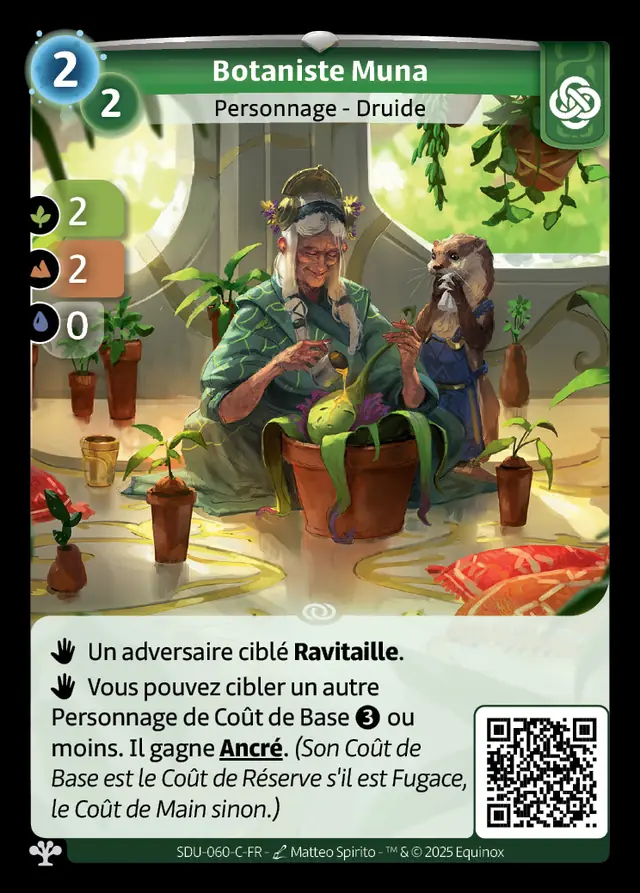 2
Botaniste Muna
2
Personnage - Druide
2
2
0
Un adversaire ciblé Ravitaille.
Vous pouvez cibler un autre
Personnage de Coût de Base 3 ou
moins. Il gagne Ancré. (Son Coût de
Base est le Coût de Réserve s'il est Fugace,
le Coût de Main sinon.)
SDU-060-C-FR - Matteo Spirito - ™ & © 2025 Equinox